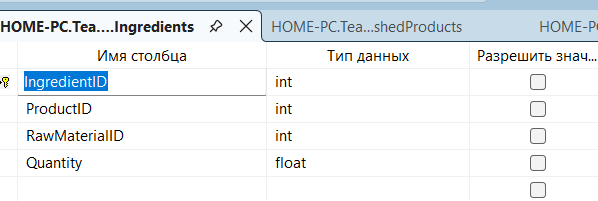 HOME-PC.Tea....Ingredients HOME-PC.Tea...shedProducts HOME-PC
Имя столбца Тип данных Разрешить знач...
IngredientID int
ProductID int
RawMaterialID int
Quantity float